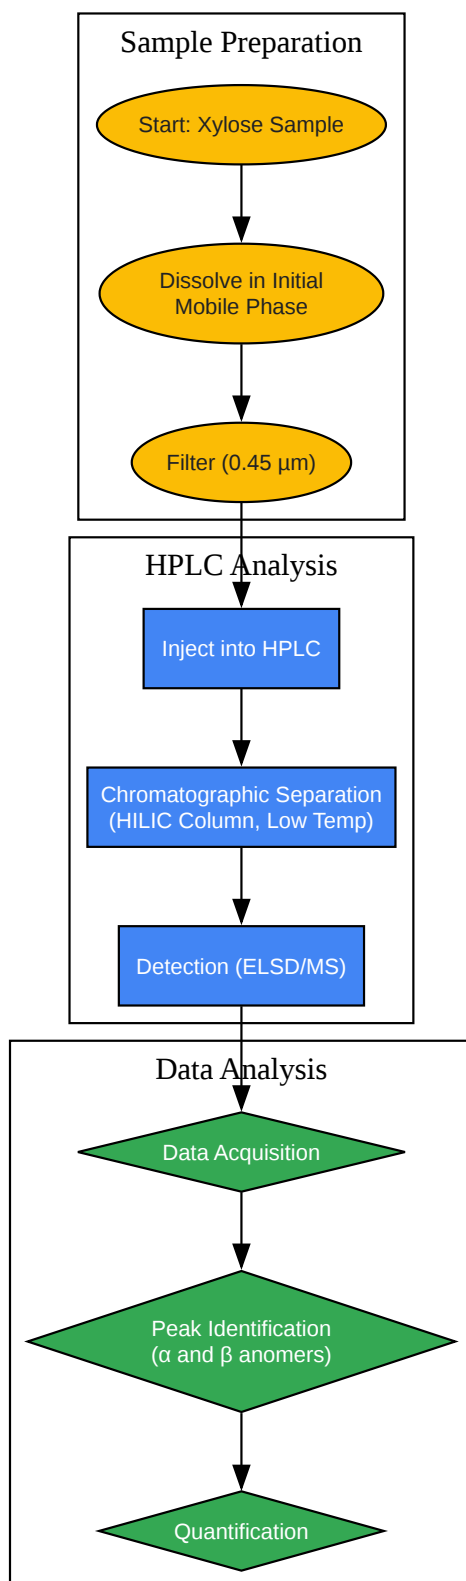 Sample Preparation
Start: Xylose Sample
Dissolve in Initial
Mobile Phase
Filter (0.45 µm)
HPLC Analysis
Inject into HPLC
Chromatographic Separation
(HILIC Column, Low Temp)
Detection (ELSD/MS)
Data Analysis
Data Acquisition
Peak Identification
(α and β anomers)
Quantification